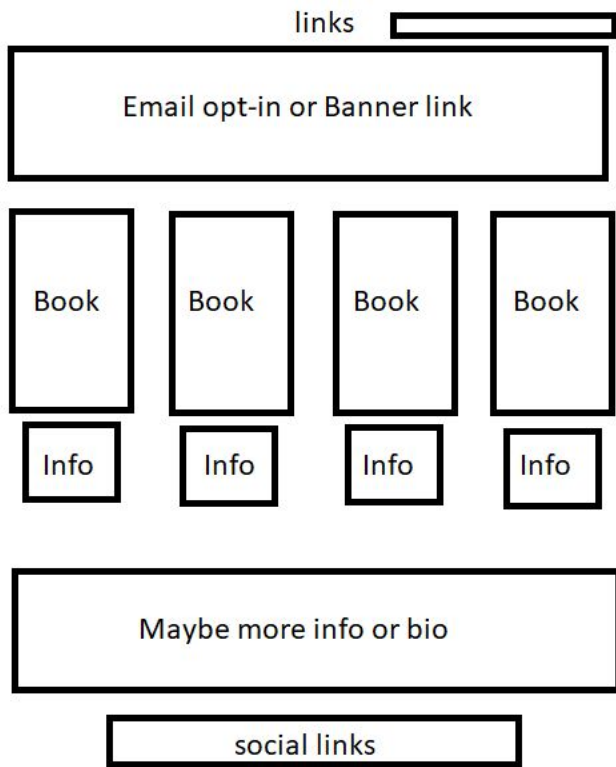 links
Email opt-in or Banner link
Book Book Book Book
Info Info Info Info
Maybe more info or bio
social links